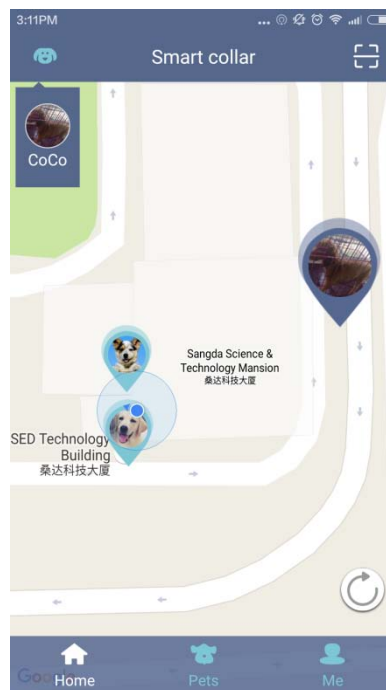 3:11PM
Smart collar
CoCo
Sangda Science &
Technology Mansion
桑达科技大厦
SED Technology
Building
桑达科技大厦
Google
Home
Pets
Me